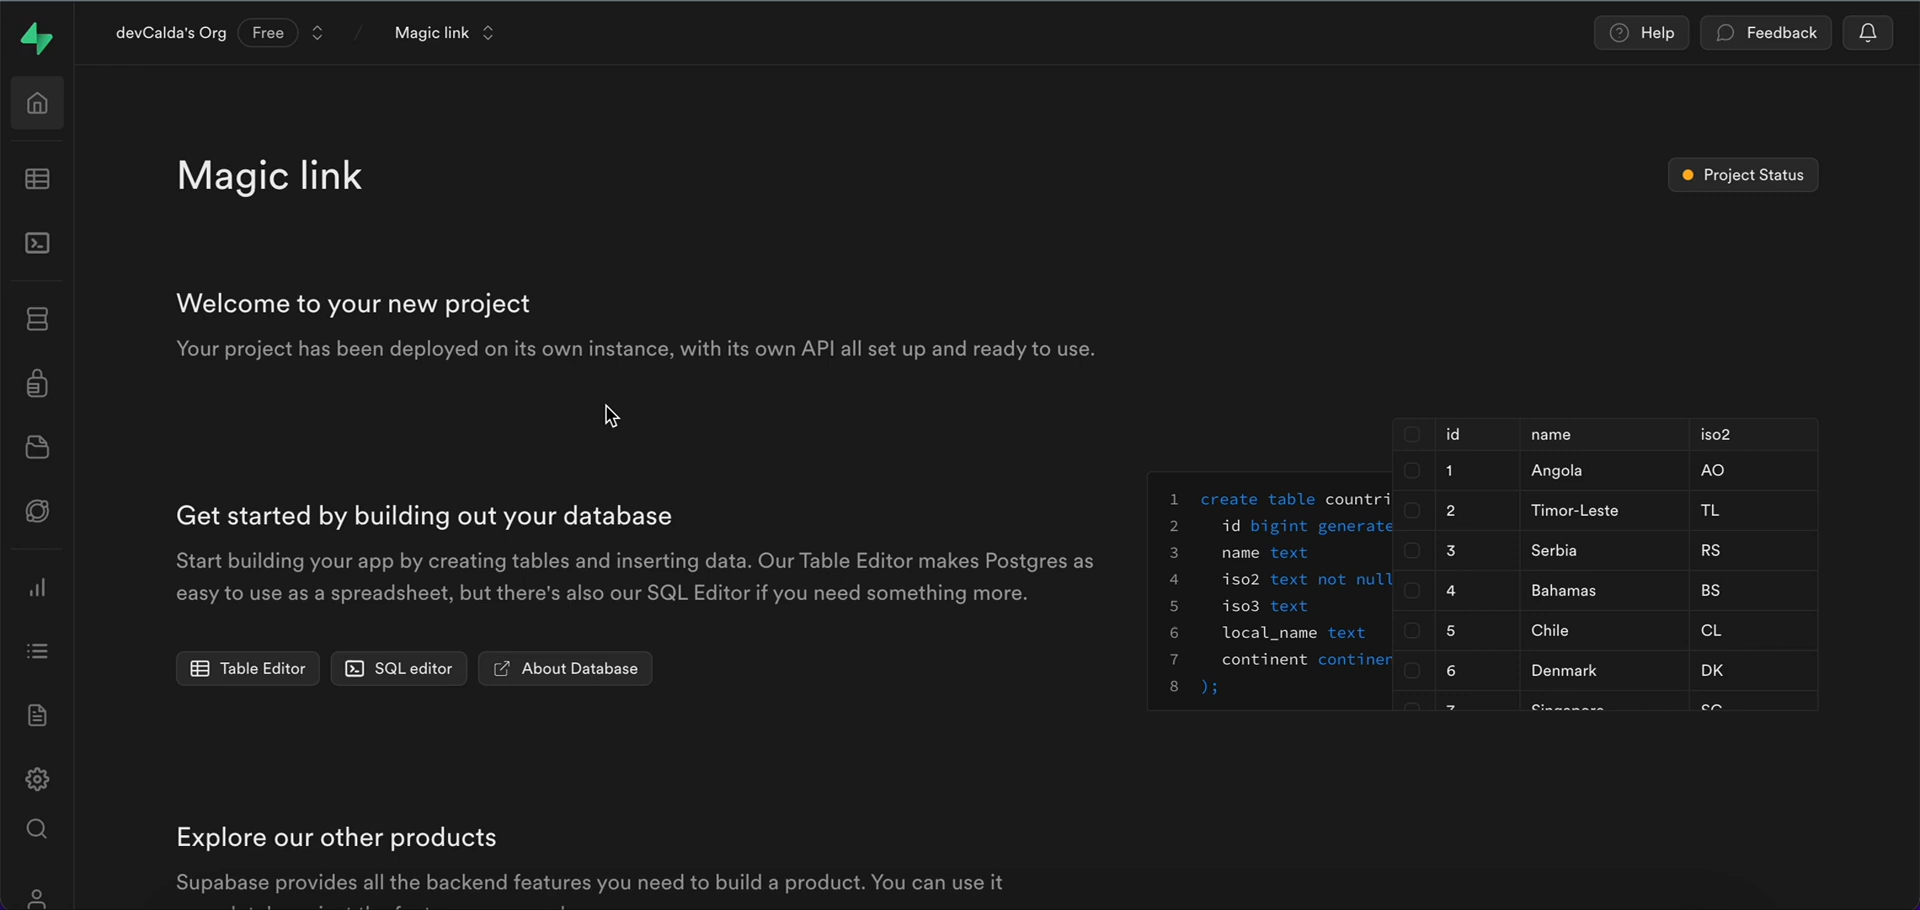 devCalda's Org Free / Magic link
Help Feedback
Magic link
Project Status
Welcome to your new project
Your project has been deployed on its own instance, with its own API all set up and ready to use.
Get started by building out your database
Start building your app by creating tables and inserting data. Our Table Editor makes Postgres as
easy to use as a spreadsheet, but there's also our SQL Editor if you need something more.
Table Editor SQL editor About Database
1 create table countri
2 id bigint generate
3 name text
4 iso2 text not null
5 iso3 text
6 local_name text
7 continent continen
8 );
id name iso2
1 Angola AO
2 Timor-Leste TL
3 Serbia RS
4 Bahamas BS
5 Chile CL
6 Denmark DK
7 Singapore SG
Explore our other products
Supabase provides all the backend features you need to build a product. You can use it